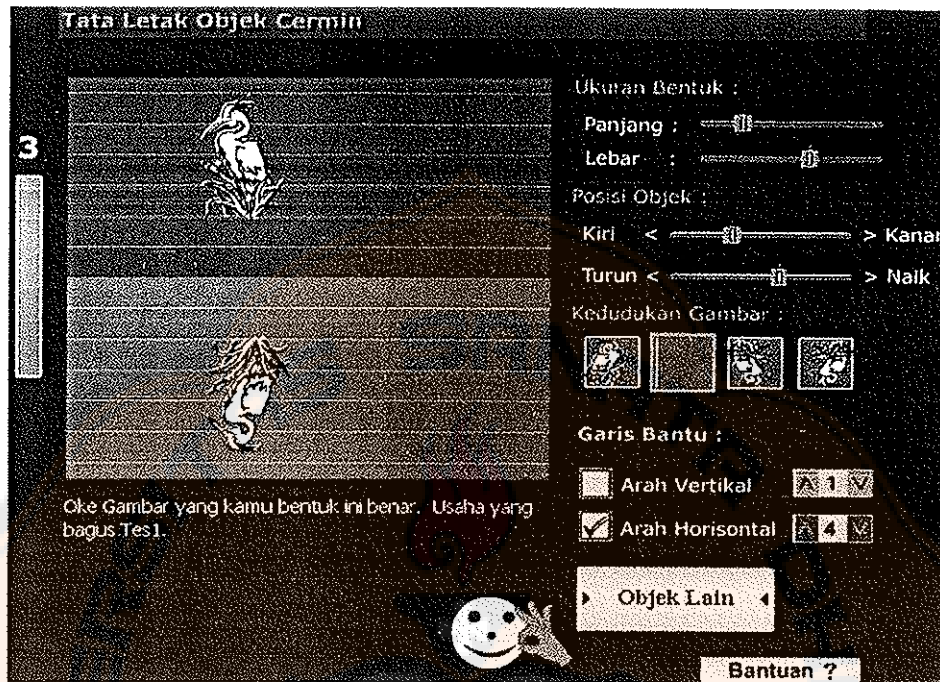 Tata Letak Objek Cermin
3
Ukuran Bentuk :
Panjang :
Lebar :
Posisi Objek :
Kiri < > Kanan
Turun < > Naik
Kedudukan Gambar :
Garis Bantu :
Arah Vertikal 1
Arah Horisontal 4
Oke Gambar yang kamu bentuk ini benar. Usaha yang
bagus Tes1.
Objek Lain
Bantuan ?